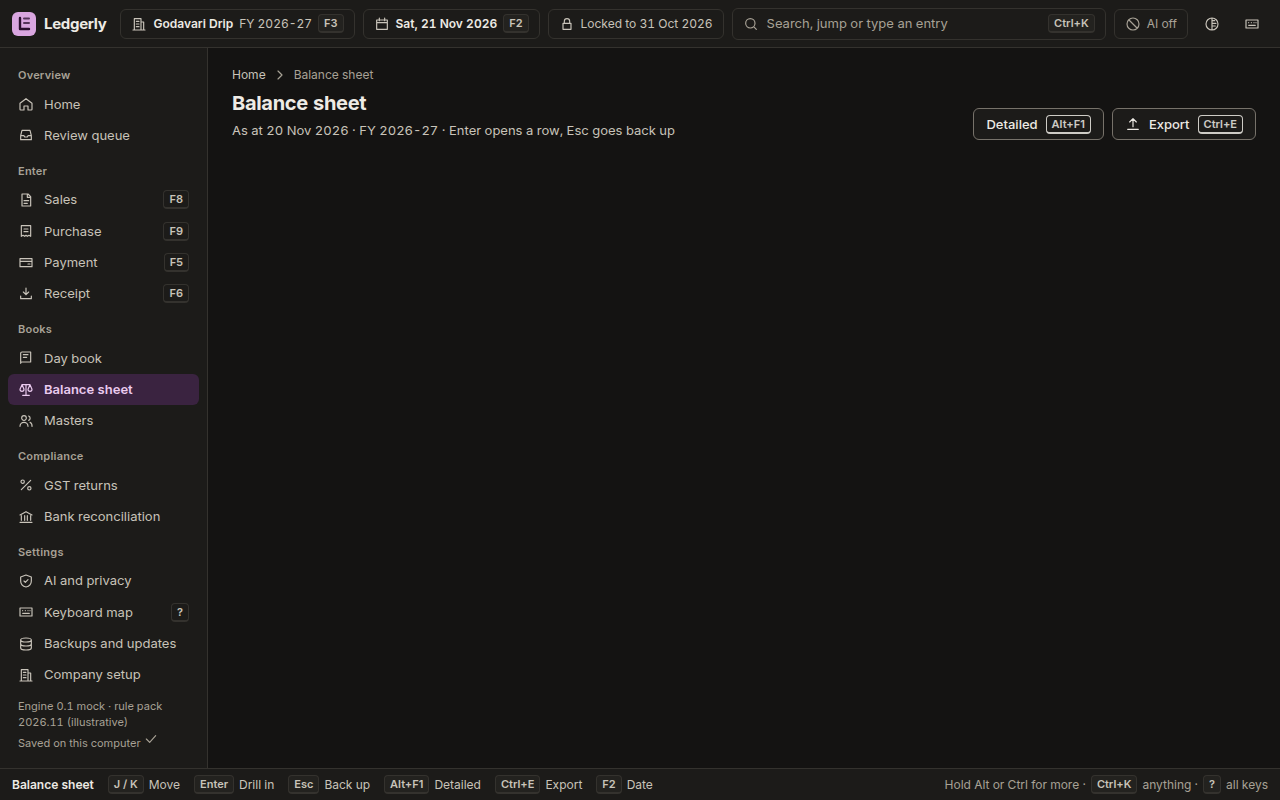 Ledgerly
Godavari Drip FY 2026-27 F3
Sat, 21 Nov 2026 F2
Locked to 31 Oct 2026
Search, jump or type an entry Ctrl+K
AI off
Overview
Home
Review queue
Enter
Sales F8
Purchase F9
Payment F5
Receipt F6
Books
Day book
Balance sheet
Masters
Compliance
GST returns
Bank reconciliation
Settings
AI and privacy
Keyboard map ?
Backups and updates
Company setup
Engine 0.1 mock · rule pack
2026.11 (illustrative)
Saved on this computer
Home > Balance sheet
Balance sheet
As at 20 Nov 2026 · FY 2026-27 · Enter opens a row, Esc goes back up
Detailed Alt+F1
Export Ctrl+E
Balance sheet J / K Move Enter Drill in Esc Back up Alt+F1 Detailed Ctrl+E Export F2 Date
Hold Alt or Ctrl for more · Ctrl+K anything · ? all keys